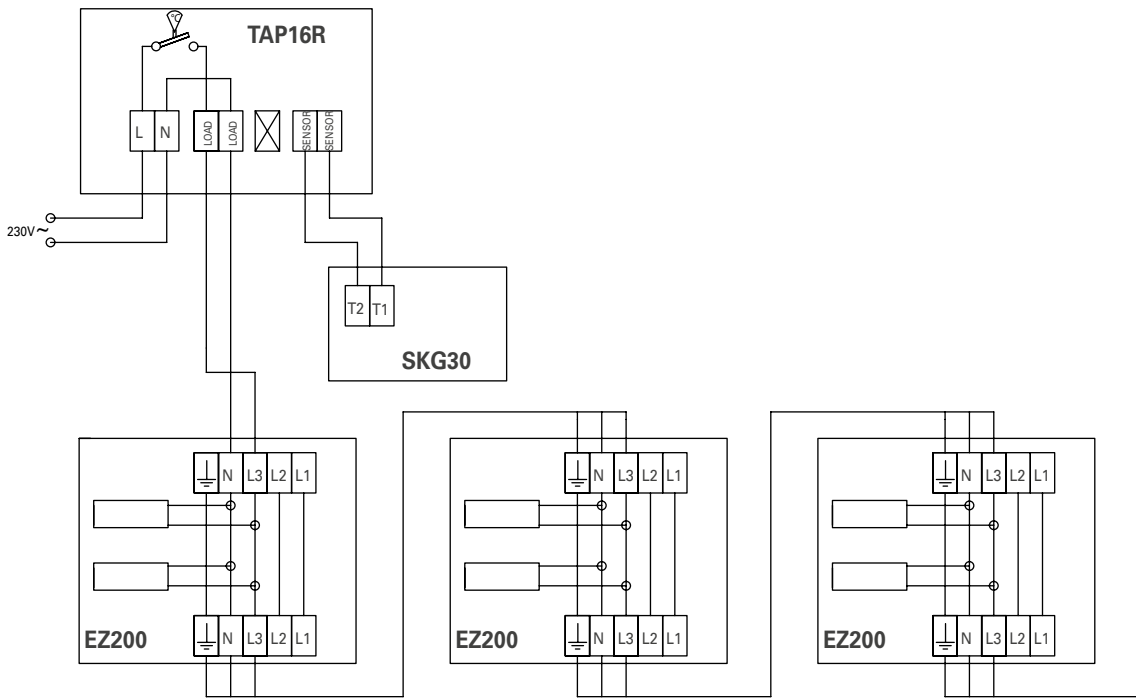 °C
TAP16R
L N LOAD LOAD SENSOR SENSOR
230V~
T2 T1
SKG30
N L3 L2 L1
N L3 L2 L1
N L3 L2 L1
EZ200 N L3 L2 L1
EZ200 N L3 L2 L1
EZ200 N L3 L2 L1